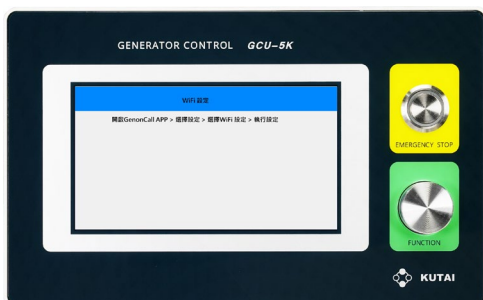 GENERATOR CONTROL GCU-5K
WiFi 設定
開啟GenonCall APP > 選擇設定 > 選擇WiFi 設定 > 執行設定
EMERGENCY STOP
FUNCTION
KUTAI